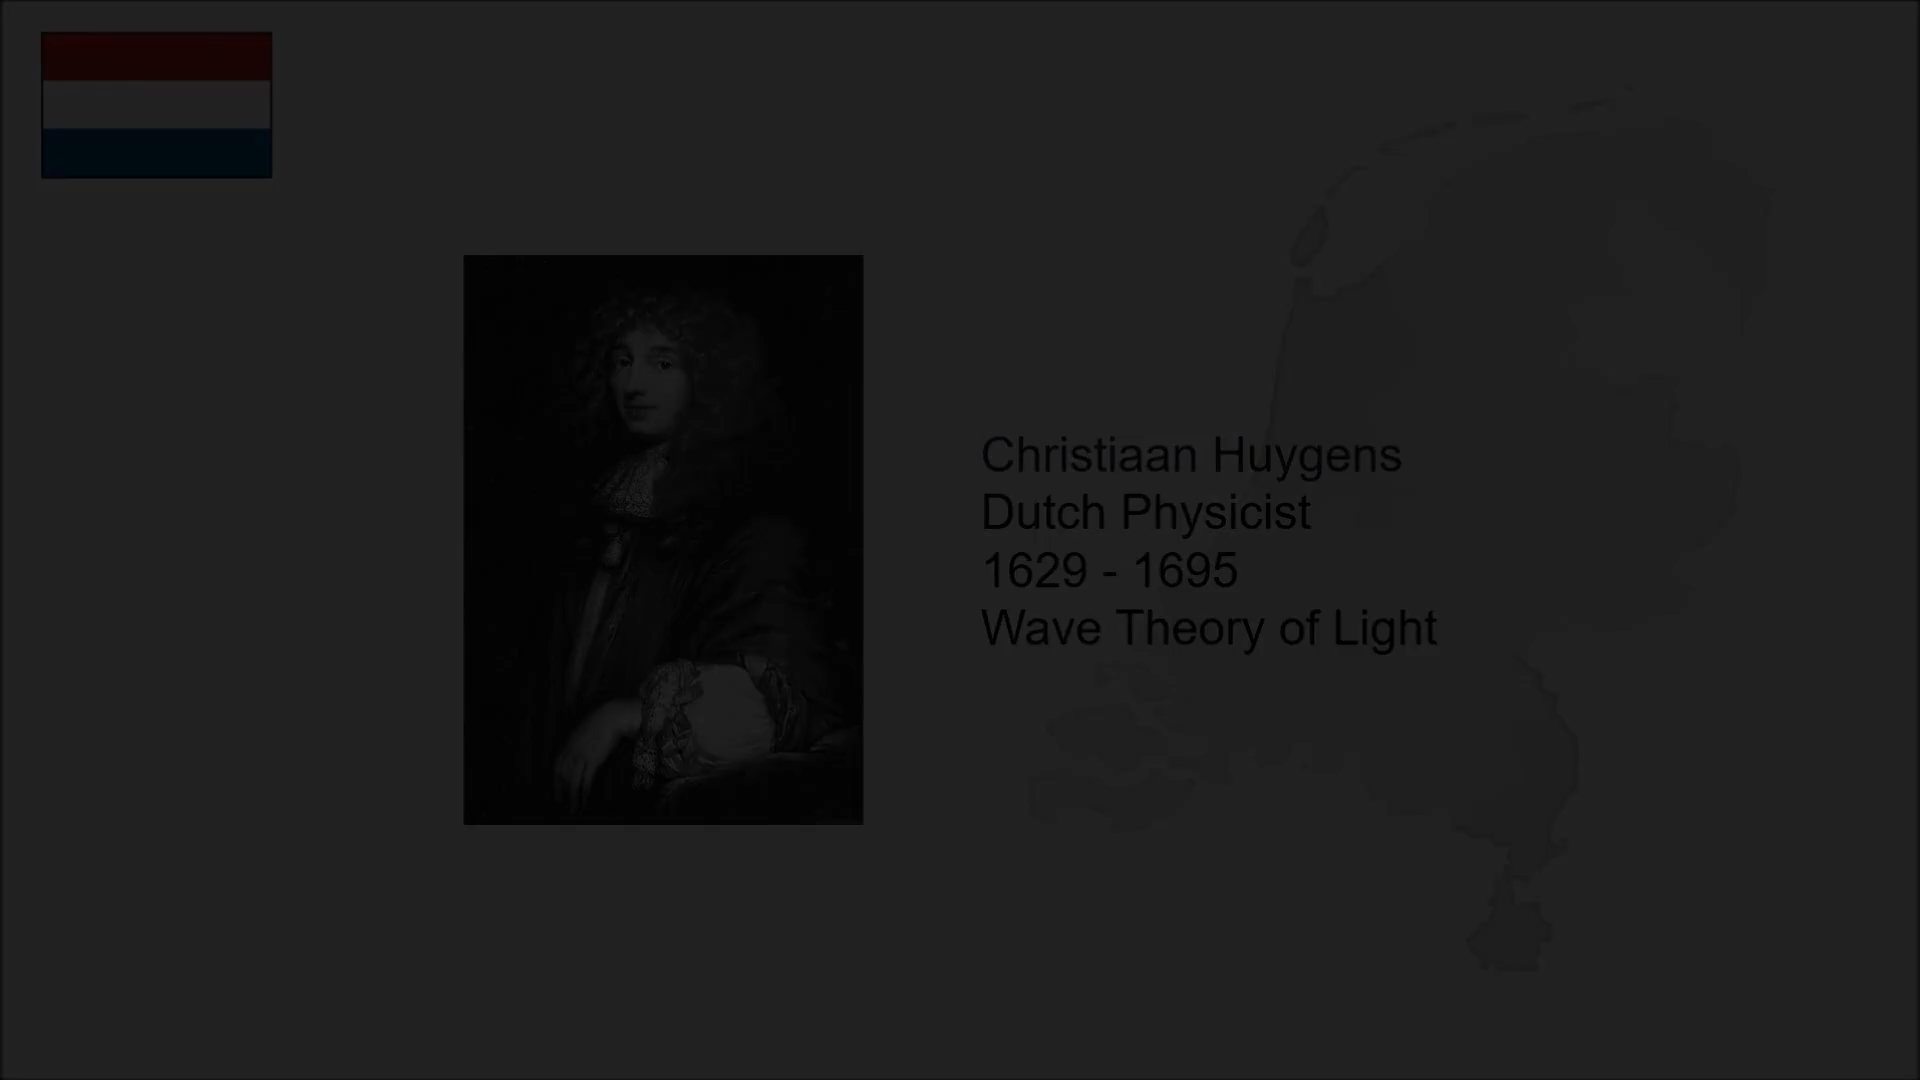 Christiaan Huygens
Dutch Physicist
1629 - 1695
Wave Theory of Light